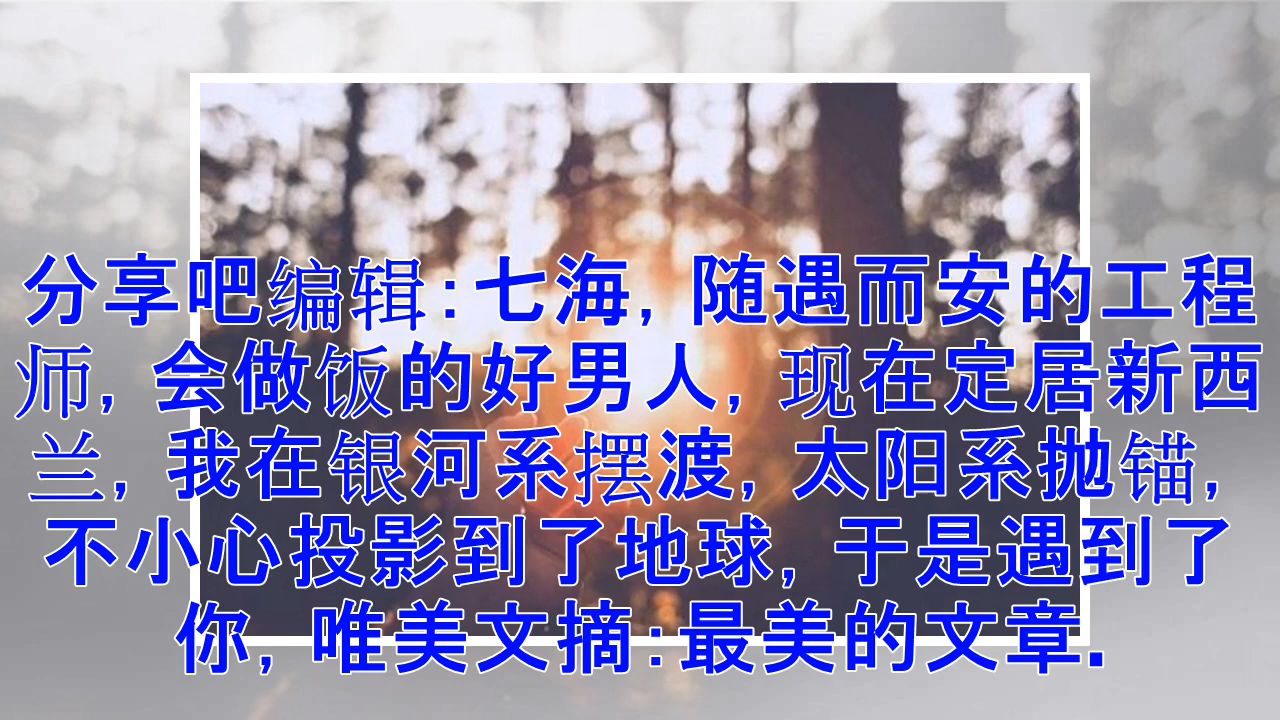 分享吧编辑:七海,随遇而安的工程
师,会做饭的好男人,现在定居新西
兰,我在银河系摆渡,太阳系抛锚,
不小心投影到了地球,于是遇到了
你,唯美文摘:最美的文章.